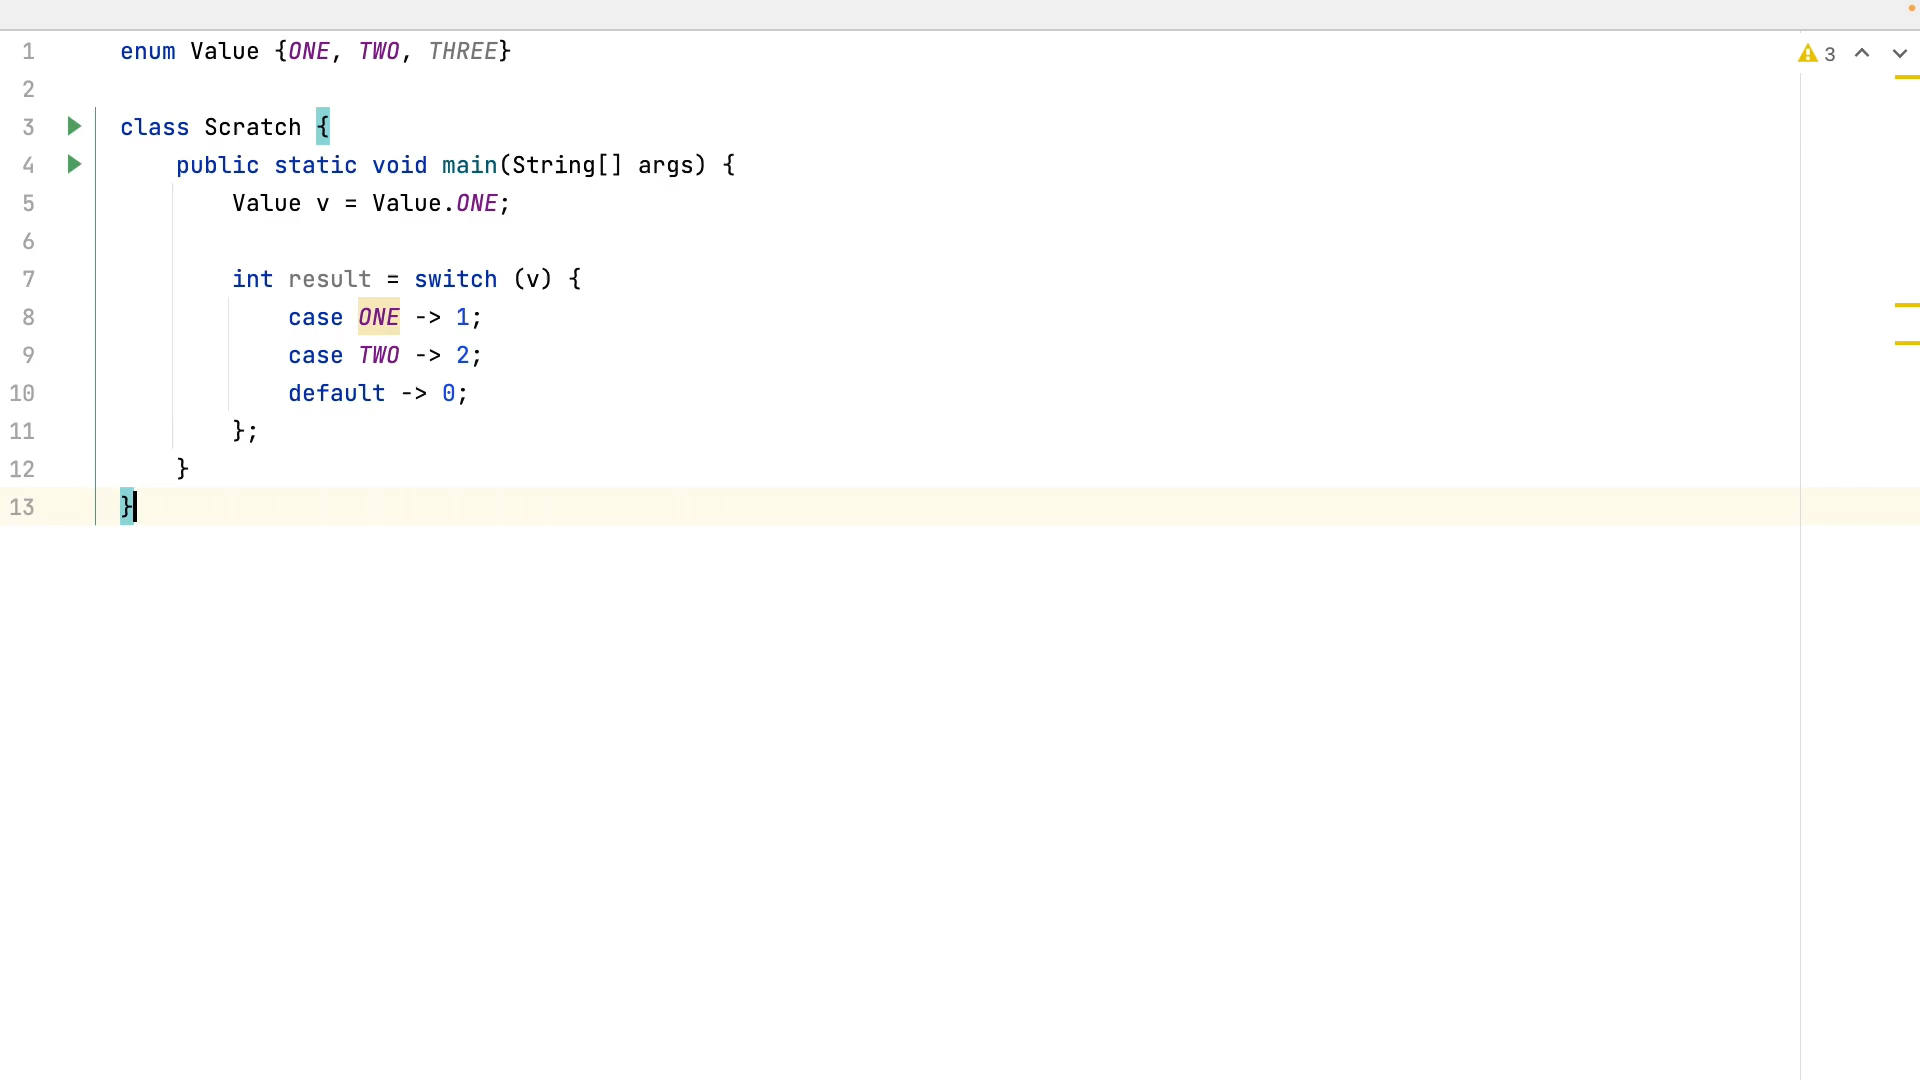 1 enum Value {ONE, TWO, THREE}
3
2
3 class Scratch {
4 public static void main(String[] args) {
5 Value v = Value.ONE;
6
7 int result = switch (v) {
8 case ONE -> 1;
9 case TWO -> 2;
10 default -> 0;
11 };
12 }
13 }